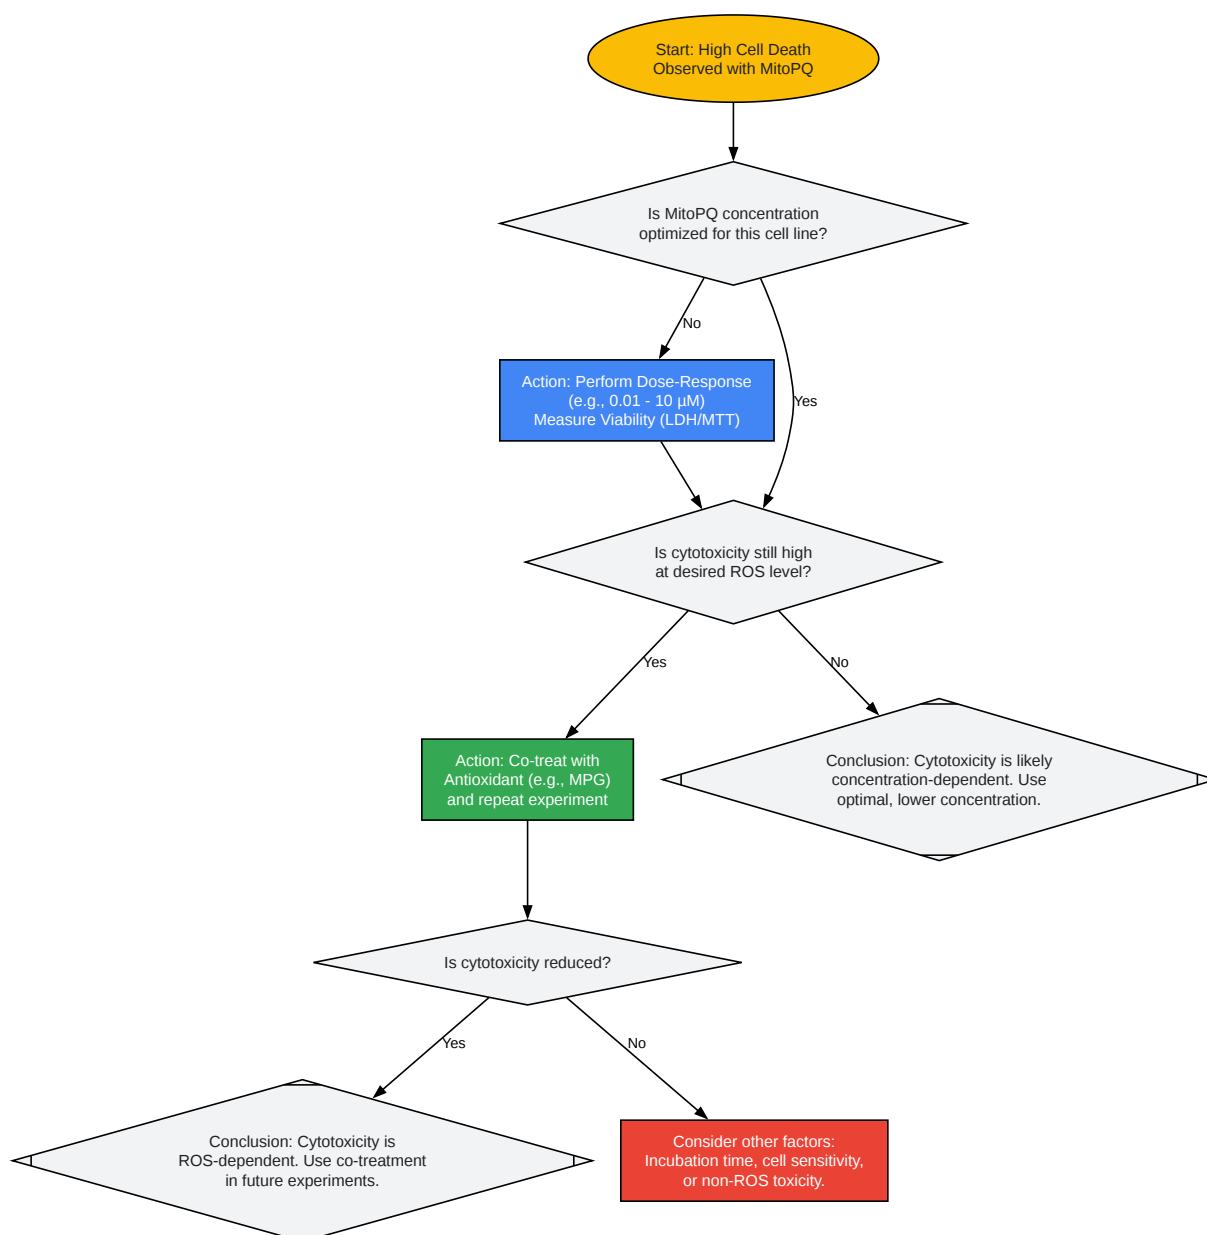 Start: High Cell Death
Observed with MitoPQ
Is MitoPQ concentration
optimized for this cell line?
No
Yes
Action: Perform Dose-Response
(e.g., 0.01 - 10 µM)
Measure Viability (LDH/MTT)
Is cytotoxicity still high
at desired ROS level?
Yes
No
Action: Co-treat with
Antioxidant (e.g., MPG)
and repeat experiment
Conclusion: Cytotoxicity is likely
concentration-dependent. Use
optimal, lower concentration.
Is cytotoxicity reduced?
Yes
No
Conclusion: Cytotoxicity is
ROS-dependent. Use co-treatment
in future experiments.
Consider other factors:
Incubation time, cell sensitivity,
or non-ROS toxicity.